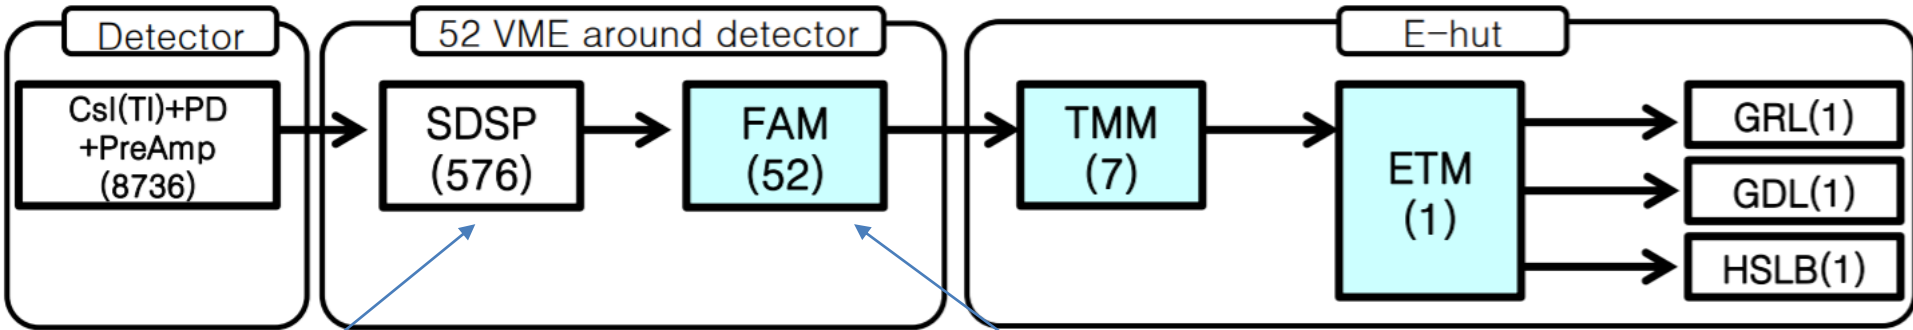 Detector
52 VME around detector
E-hut
CsI(Tl)+PD
+PreAmp
(8736)
SDSP
(576)
FAM
(52)
TMM
(7)
ETM
(1)
GRL(1)
GDL(1)
HSLB(1)